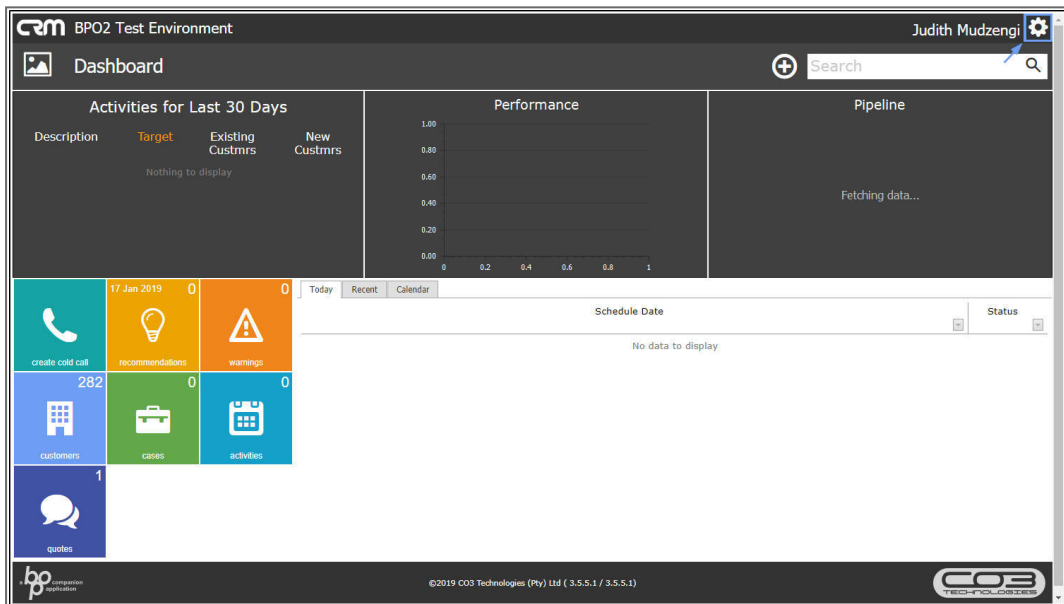 CRM BPO2 Test Environment
Judith Mudzengi
Dashboard
Search
Activities for Last 30 Days
Description Target Existing Custmrs New Custmrs
Nothing to display
Performance
1.00
0.80
0.60
0.40
0.20
0.00
0 0.2 0.4 0.6 0.8 1
Pipeline
Fetching data...
create cold call
17 Jan 2019 0
recommendations
0
warnings
282
customers
0
cases
0
activities
1
quotes
Today Recent Calendar
Schedule Date Status
No data to display
a bp companion application
©2019 CO3 Technologies (Pty) Ltd ( 3.5.5.1 / 3.5.5.1)
CO3
TECHNOLOGIES